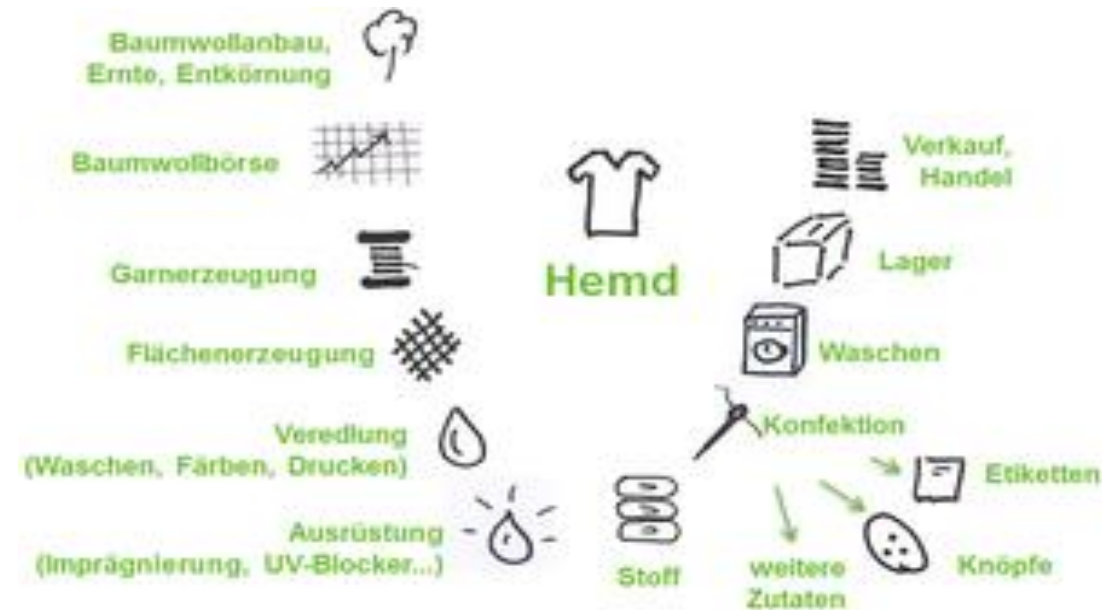 Baumwollanbau,
Ernte, Entkörnung
Baumwollbörse
Garnerzeugung
Flächenerzeugung
Veredlung
(Waschen, Färben, Drucken)
Ausrüstung
(Imprägnierung, UV-Blocker...)
Stoff
Hemd
Verkauf,
Handel
Lager
Waschen
Konfektion
Etiketten
Knöpfe
weitere
Zutaten